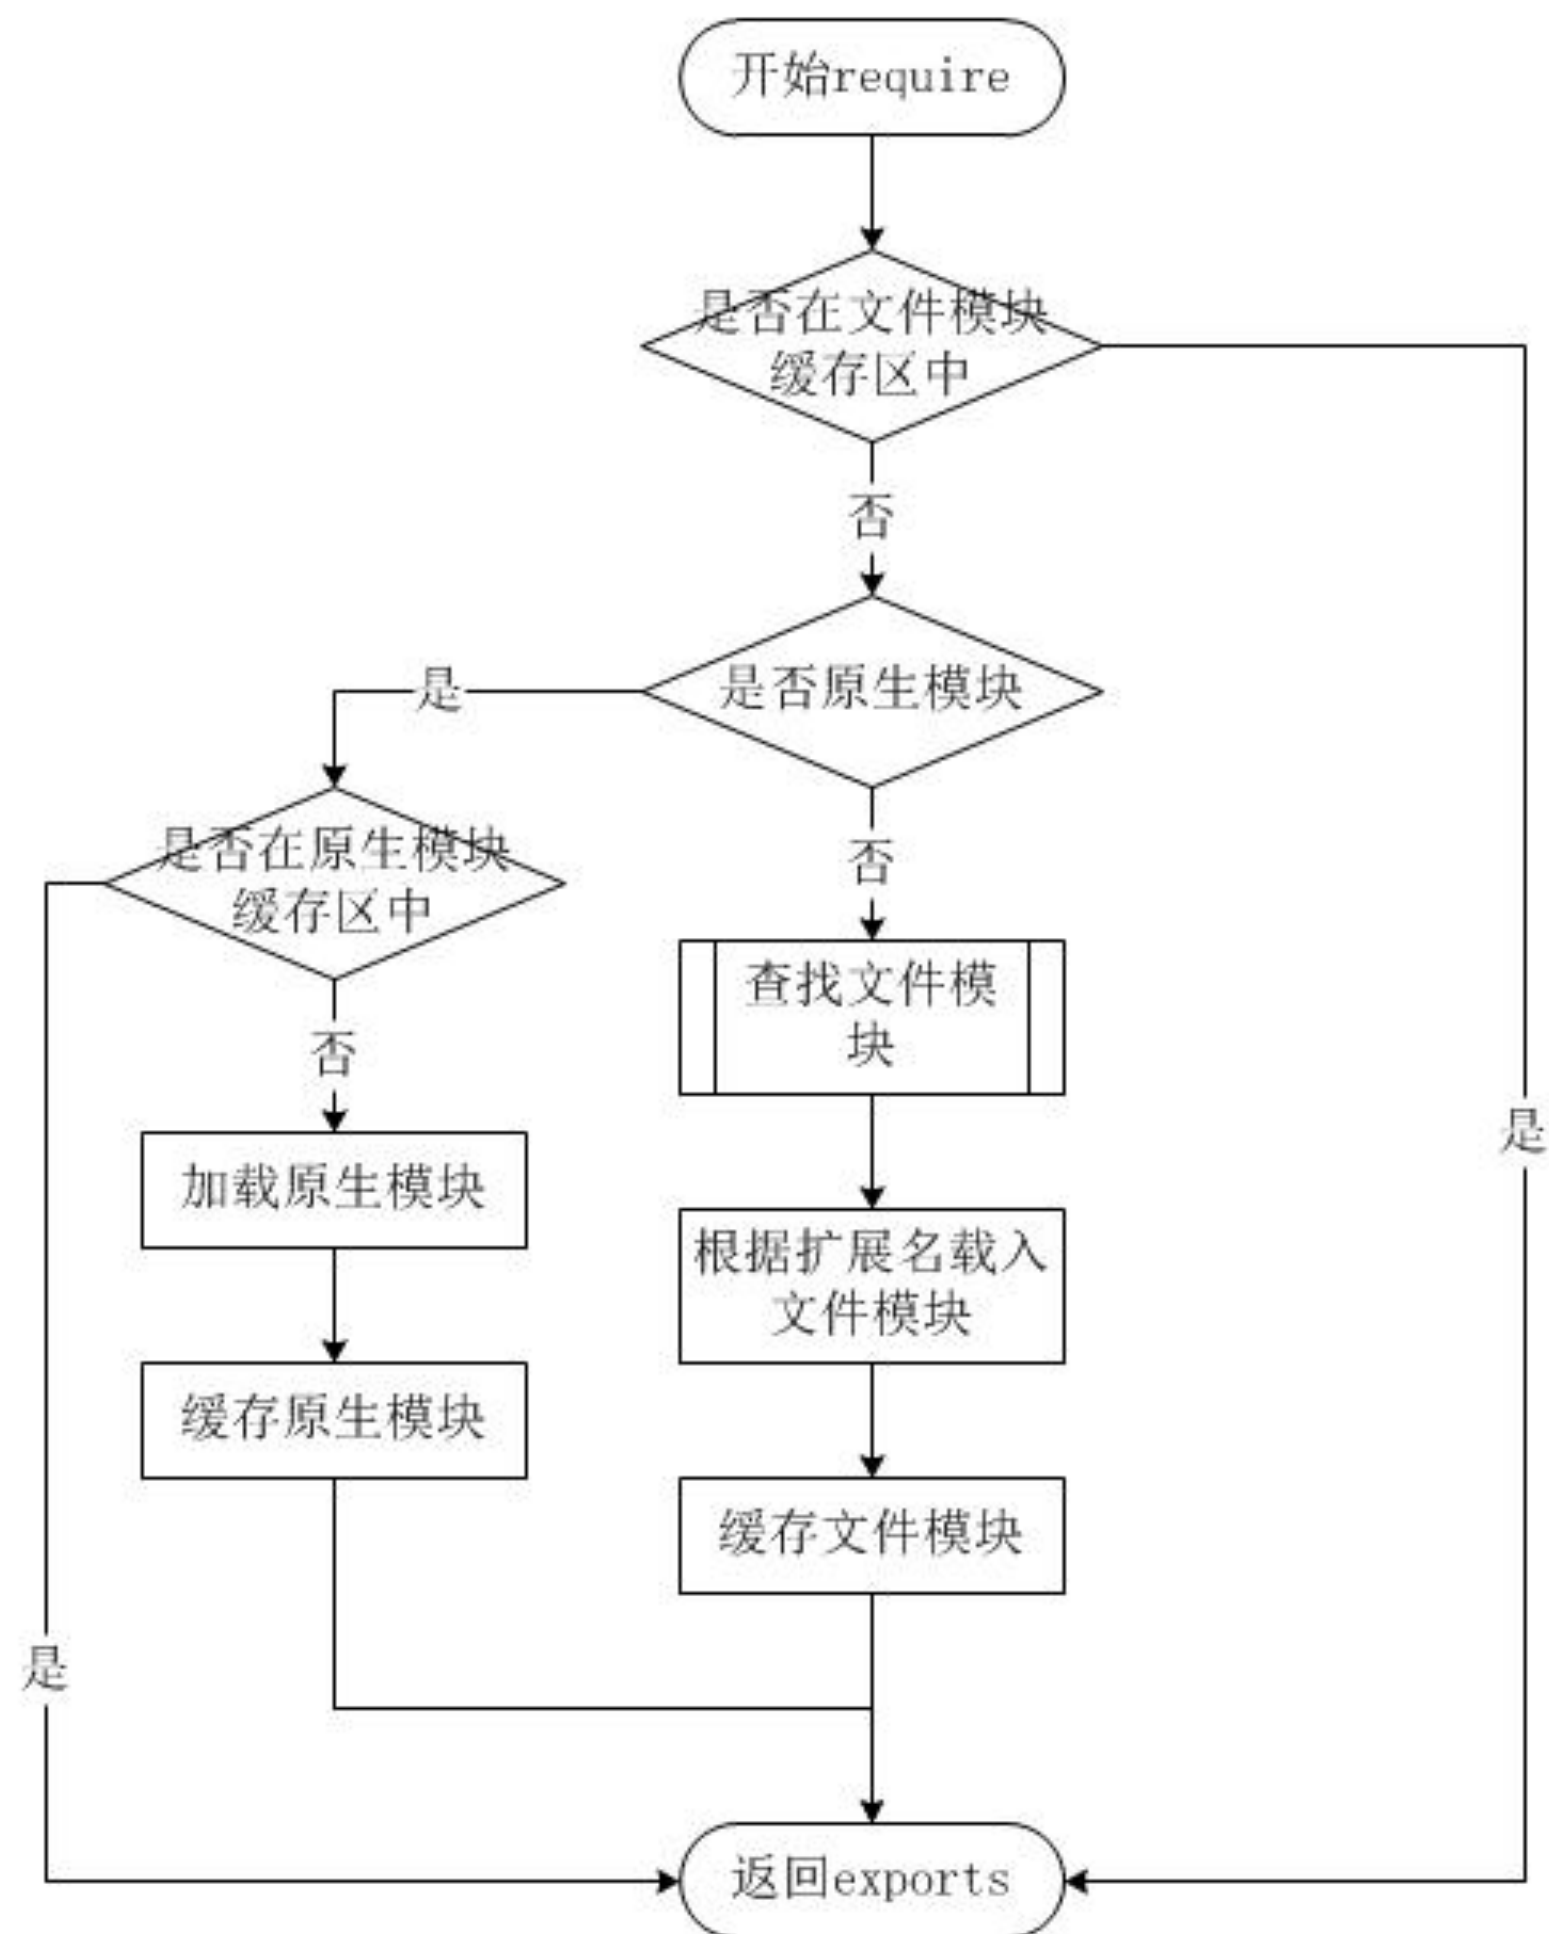 开始require
是否在文件模块
缓存区中
否
是否原生模块
是
是否在原生模块
缓存区中
否
否
查找文件模
块
加载原生模块
是
根据扩展名载入
文件模块
缓存原生模块
缓存文件模块
是
返回exports